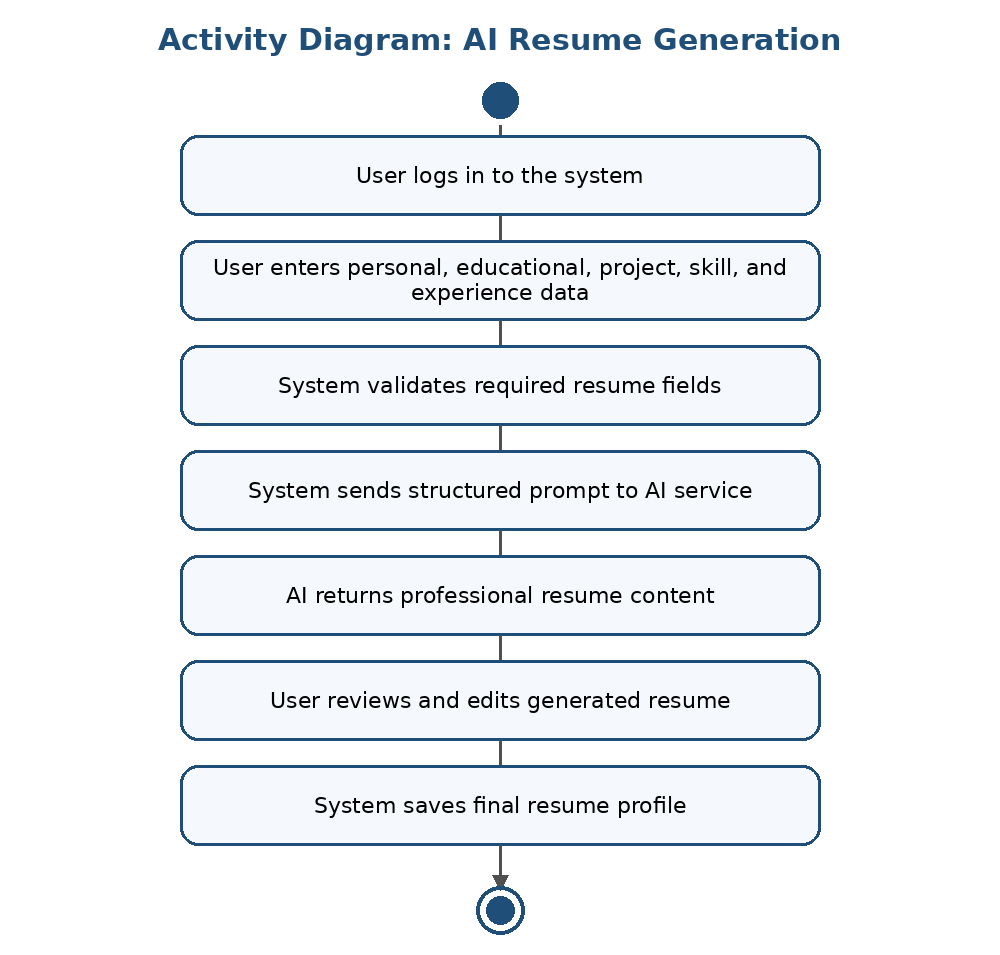 Activity Diagram: AI Resume Generation
User logs in to the system
User enters personal, educational, project, skill, and
experience data
System validates required resume fields
System sends structured prompt to AI service
AI returns professional resume content
User reviews and edits generated resume
System saves final resume profile